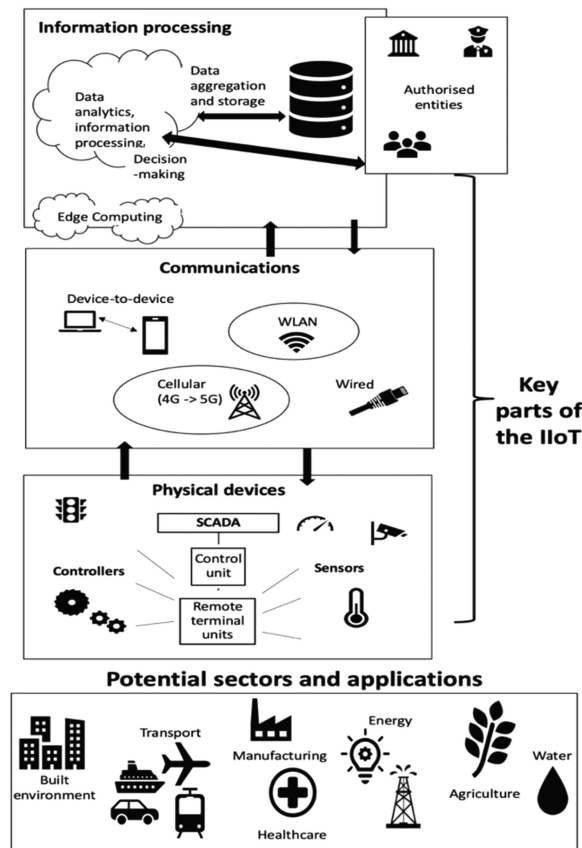 Information processing
Data
aggregation
and storage
Data
analytics,
information
processing,
Decision
-making
Authorised
entities
Edge Computing
Communications
Device-to-device
WLAN
Cellular
(4G -> 5G)
Wired
Key
parts of
the IIoT
Physical devices
SCADA
Control
unit
Controllers
Sensors
Remote
terminal
units
Potential sectors and applications
Built
environment
Transport
Manufacturing
Healthcare
Energy
Agriculture
Water